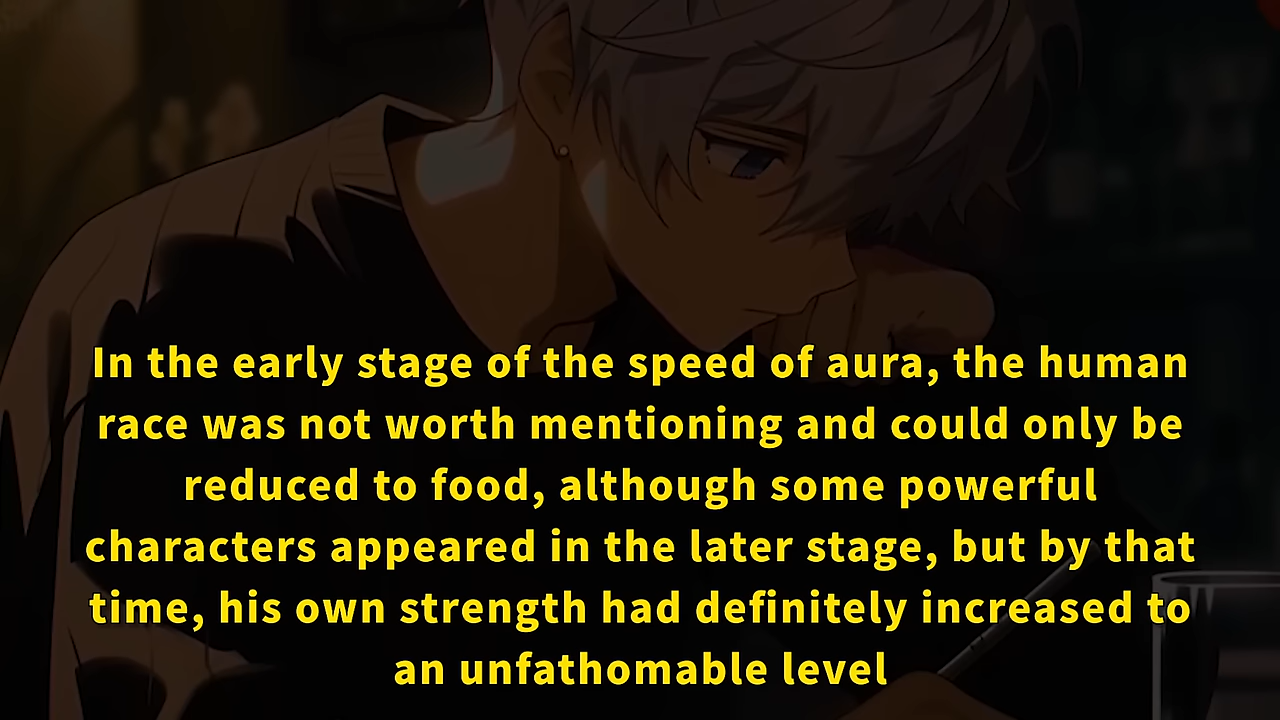 In the early stage of the speed of aura, the human
race was not worth mentioning and could only be
reduced to food, although some powerful
characters appeared in the later stage, but by that
time, his own strength had definitely increased to
an unfathomable level